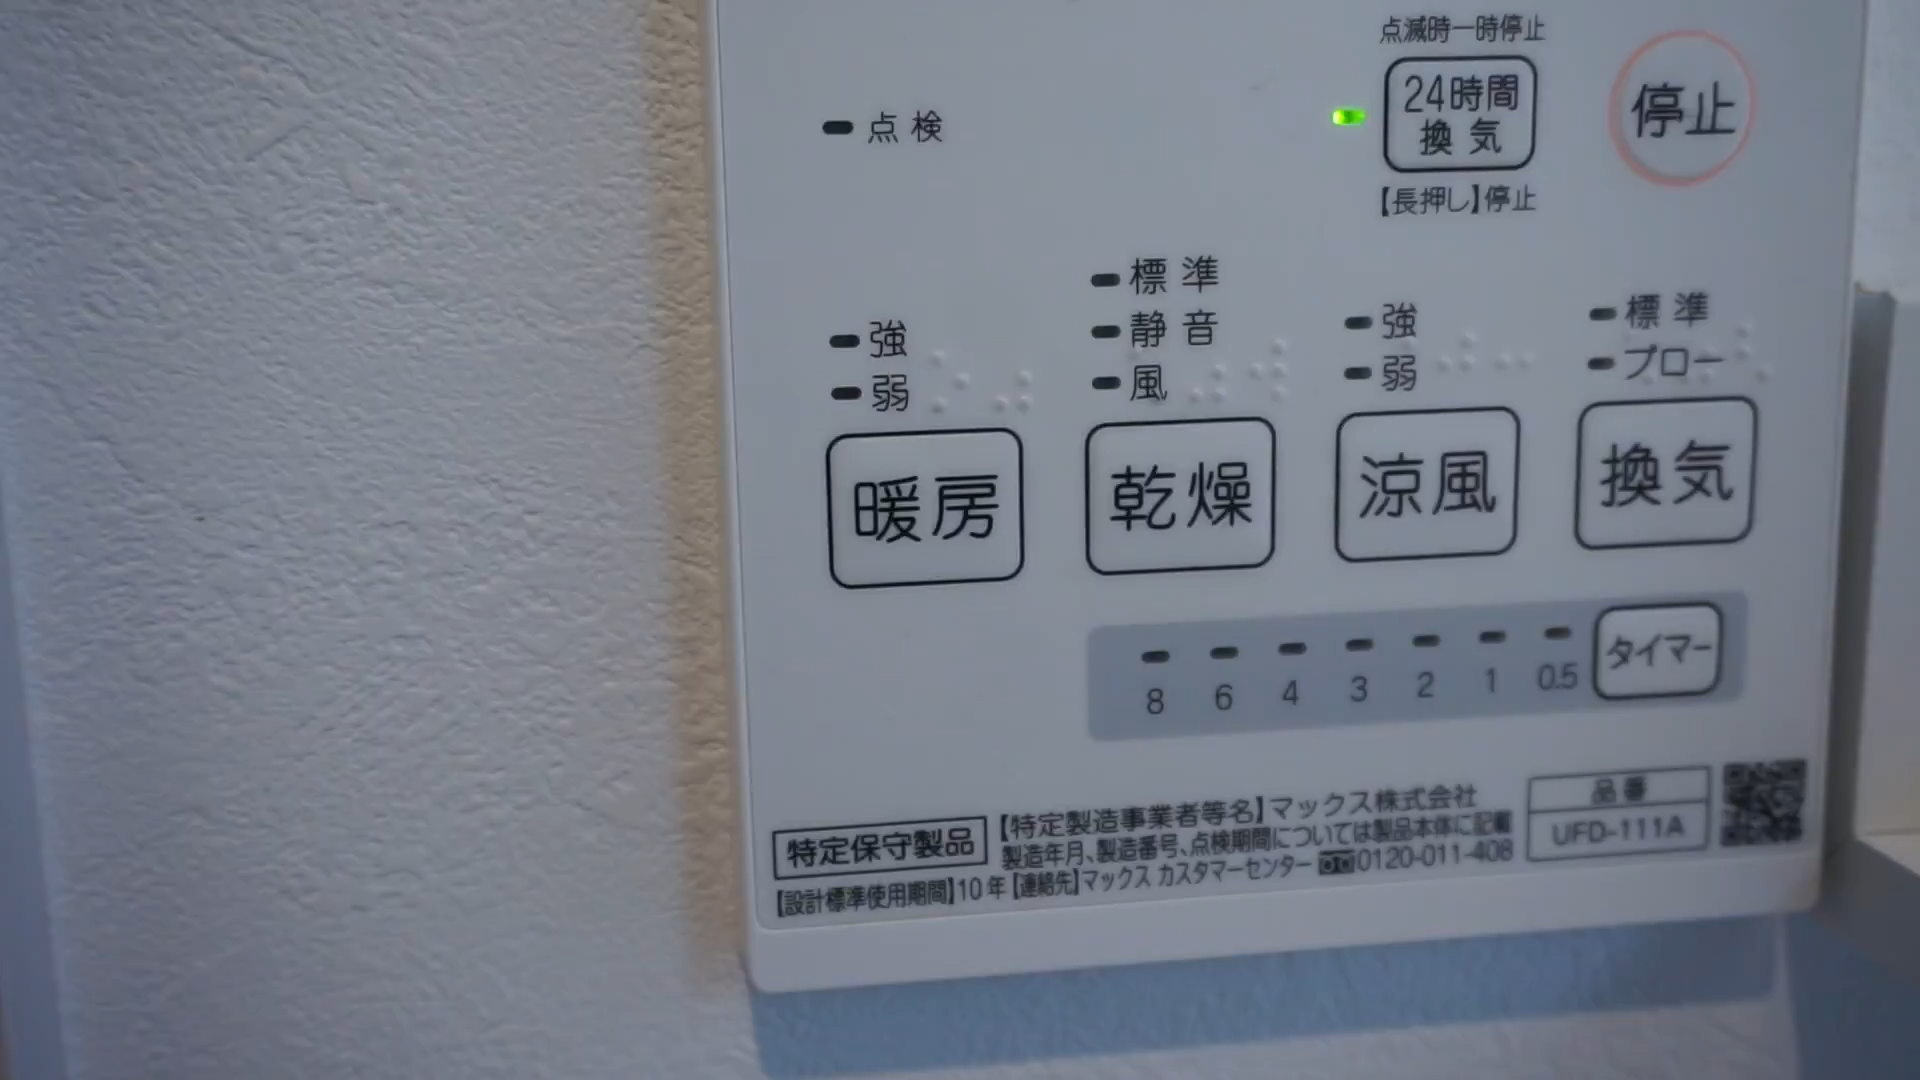 点滅時一時停止
点検
24時間
換気
停止
【長押し】停止
強
弱
標準
静音
風
強
弱
標準
ブロー
暖房
乾燥
涼風
換気
8 6 4 3 2 1 0.5
タイマー
特定保守製品
【特定製造事業者等名】マックス株式会社
製造年月、製造番号、点検期間については製品本体に記載
【設計標準使用期間】10年【連絡先】マックス カスタマーセンター 0120-011-408
品番
UFD-111A